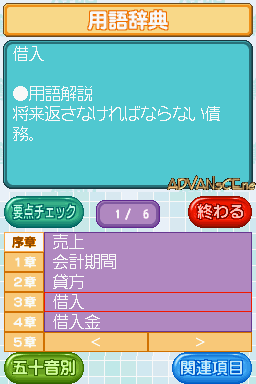 用語辞典
借入
●用語解説
将来返さなければならない債
務。
ADVANsCE.ne
要点チェック
1/ 6
終わる
序章 売上
1章 会計期間
2章 貸方
3章 借入
4章 借入金
5章 < >
五十音別
関連項目